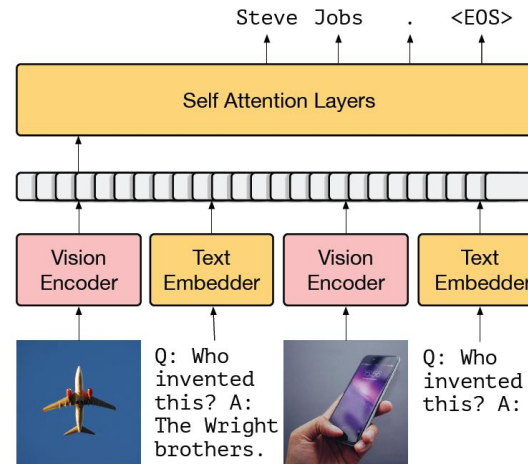 Steve Jobs . <EOS>
Self Attention Layers
Vision
Encoder
Text
Embedder
Vision
Encoder
Text
Embedder
Q: Who
invented
this? A:
The Wright
brothers.
Q: Who
invented
this? A: